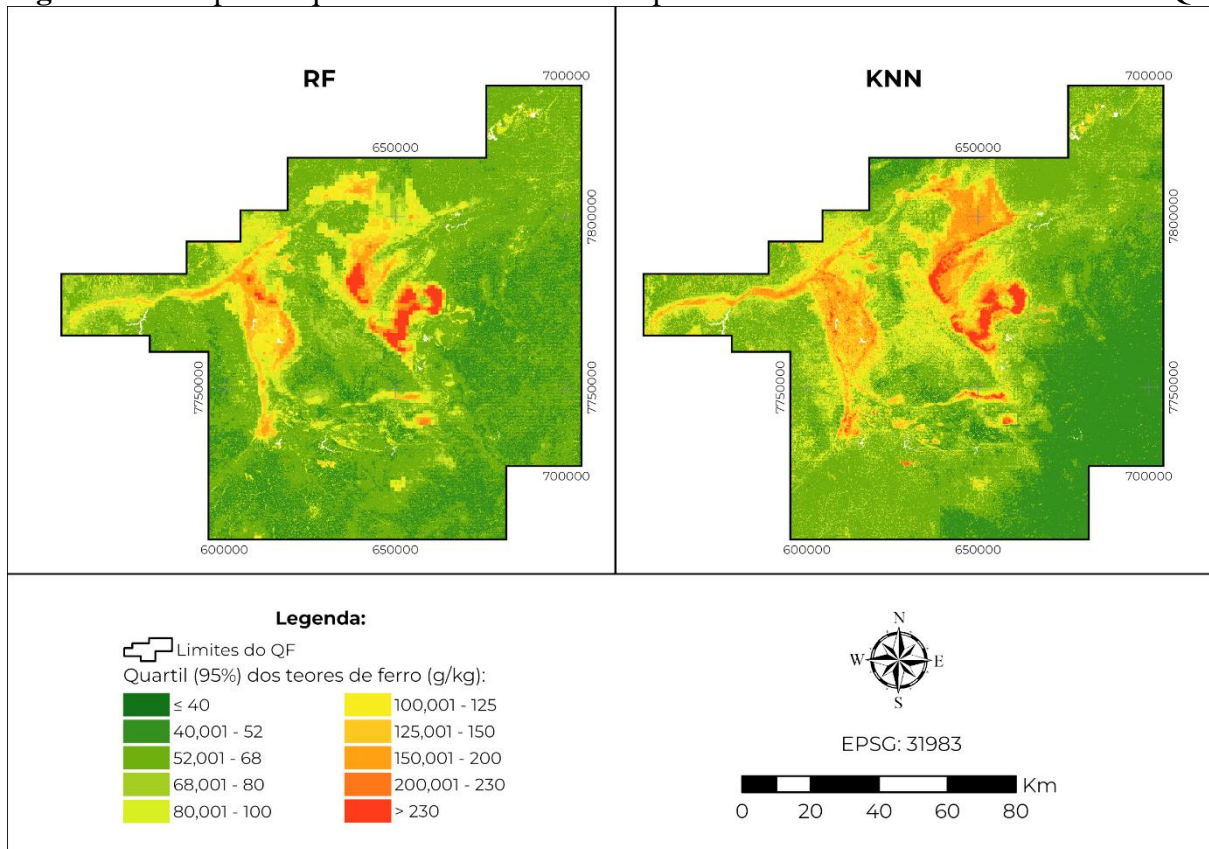 RF
700000
650000
7800000
7750000
7750000
700000
600000
650000
KNN
700000
650000
7800000
7750000
7750000
700000
600000
650000
Legenda:
Limites do QF
Quartil (95%) dos teores de ferro (g/kg):
≤ 40
40,001 - 52
52,001 - 68
68,001 - 80
80,001 - 100
100,001 - 125
125,001 - 150
150,001 - 200
200,001 - 230
> 230
N
W E
S
EPSG: 31983
Km
0 20 40 60 80